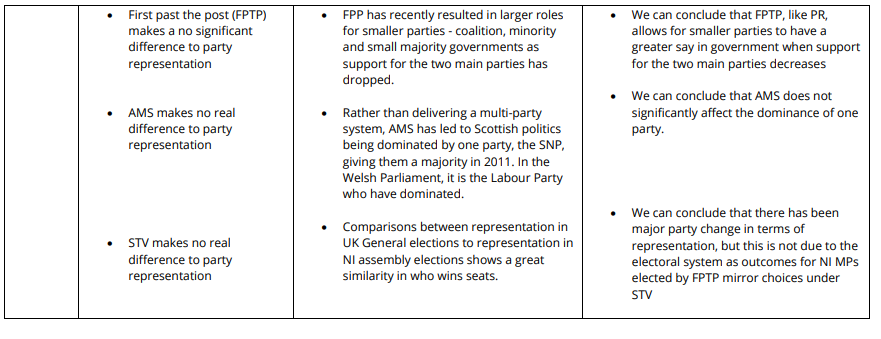 • First past the post (FPTP)
makes a no significant
difference to party
representation
• AMS makes no real
difference to party
representation
• STV makes no real
difference to party
representation
• FPP has recently resulted in larger roles
for smaller parties - coalition, minority
and small majority governments as
support for the two main parties has
dropped.
• Rather than delivering a multi-party
system, AMS has led to Scottish politics
being dominated by one party, the SNP,
giving them a majority in 2011. In the
Welsh Parliament, it is the Labour Party
who have dominated.
• Comparisons between representation in
UK General elections to representation in
NI assembly elections shows a great
similarity in who wins seats.
• We can conclude that FPTP, like PR,
allows for smaller parties to have a
greater say in government when support
for the two main parties decreases
• We can conclude that AMS does not
significantly affect the dominance of one
party.
• We can conclude that there has been
major party change in terms of
representation, but this is not due to the
electoral system as outcomes for NI MPs
elected by FPTP mirror choices under
STV